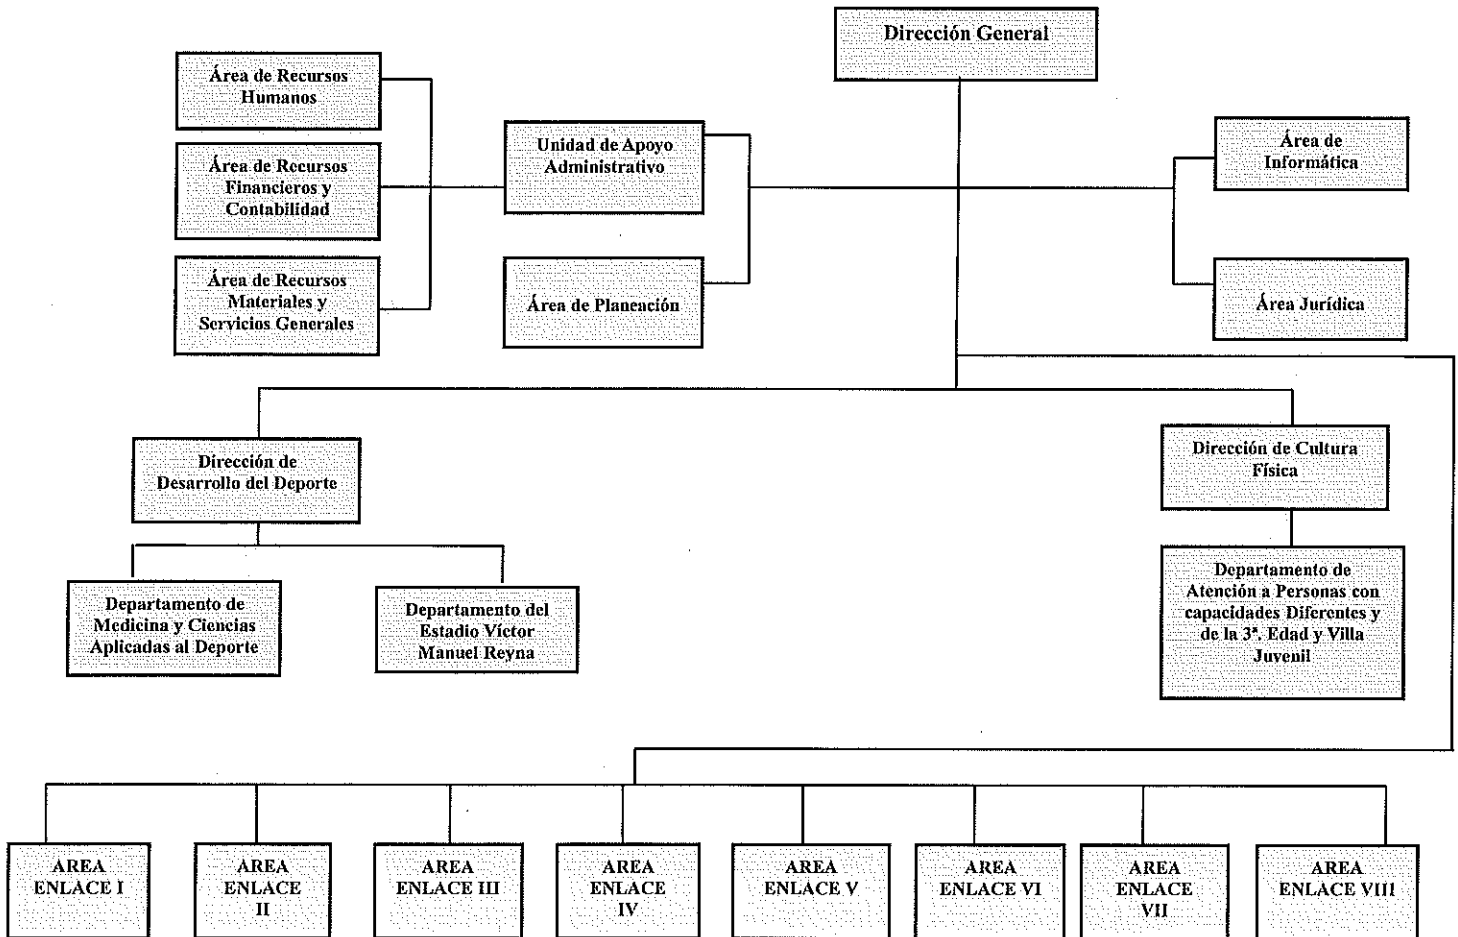 Dirección General
Área de Recursos
Humanos
Área de Recursos
Financieros y
Contabilidad
Área de Recursos
Materiales y
Servicios Generales
Unidad de Apoyo
Administrativo
Área de Planeación
Área de
Informática
Área Jurídica
Dirección de
Desarrollo del Deporte
Dirección de Cultura
Física
Departamento de
Medicina y Ciencias
Aplicadas al Deporte
Departamento del
Estadio Víctor
Manuel Reyna
Departamento de
Atención a Personas con
capacidades Diferentes y
de la 3ª. Edad y Villa
Juvenil
AREA
ENLACE I
AREA
ENLACE
II
AREA
ENLACE III
AREA
ENLACE
IV
AREA
ENLACE V
AREA
ENLACE VI
AREA
ENLACE
VII
AREA
ENLACE VIII